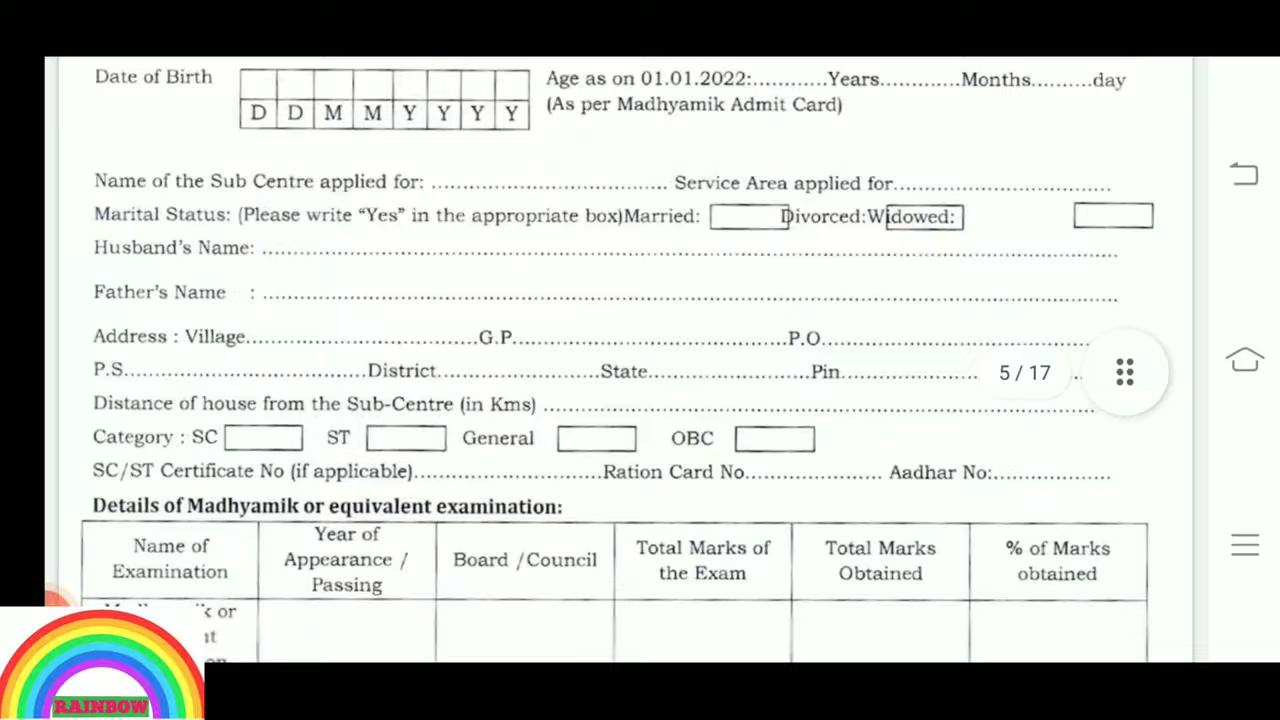 Date of Birth
D D M M Y Y Y Y
Age as on 01.01.2022:............Years............Months..........day
(As per Madhyamik Admit Card)
Name of the Sub Centre applied for: ........................................ Service Area applied for.....................................
Marital Status: (Please write “Yes” in the appropriate box)Married: Divorced:Widowed:
Husband’s Name: ..............................................................................................................
Father’s Name : ..............................................................................................................
Address : Village.......................................G.P..............................................P.O..............................................
P.S.........................................District...........................State...........................Pin.......................
5 / 17
Distance of house from the Sub-Centre (in Kms) ..............................................................................
Category : SC ST General OBC
SC/ST Certificate No (if applicable)................................Ration Card No....................... Aadhar No:....................
Details of Madhyamik or equivalent examination:
Name of Examination
Year of Appearance / Passing
Board /Council
Total Marks of the Exam
Total Marks Obtained
% of Marks obtained
or
RAINBOW